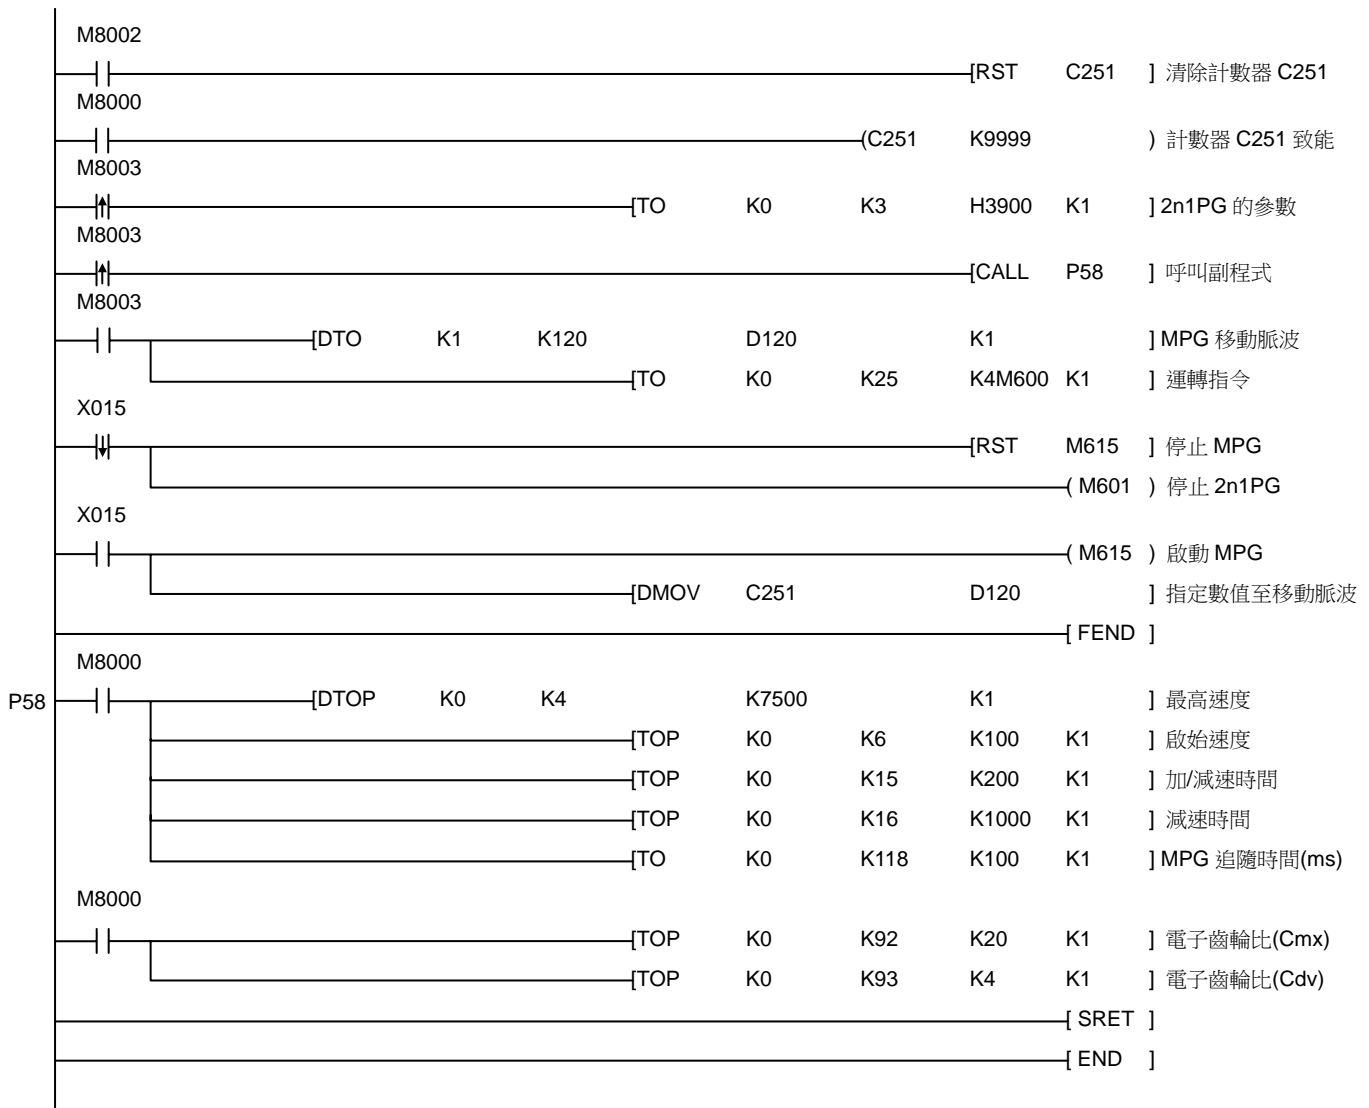 M8002
[RST C251 ] 清除計數器 C251
M8000
(C251 K9999 ) 計數器 C251 致能
M8003
[TO K0 K3 H3900 K1 ] 2n1PG 的參數
M8003
[CALL P58 ] 呼叫副程式
M8003
[DTO K1 K120 D120 K1 ] MPG 移動脈波
[TO K0 K25 K4M600 K1 ] 運轉指令
X015
[RST M615 ] 停止 MPG
( M601 ) 停止 2n1PG
X015
( M615 ) 啟動 MPG
[DMOV C251 D120 ] 指定數值至移動脈波
[ FEND ]
M8000
P58 [DTOP K0 K4 K7500 K1 ] 最高速度
[TOP K0 K6 K100 K1 ] 啟始速度
[TOP K0 K15 K200 K1 ] 加/減速時間
[TOP K0 K16 K1000 K1 ] 減速時間
[TO K0 K118 K100 K1 ] MPG 追隨時間(ms)
M8000
[TOP K0 K92 K20 K1 ] 電子齒輪比(Cmx)
[TOP K0 K93 K4 K1 ] 電子齒輪比(Cdv)
[ SRET ]
[ END ]